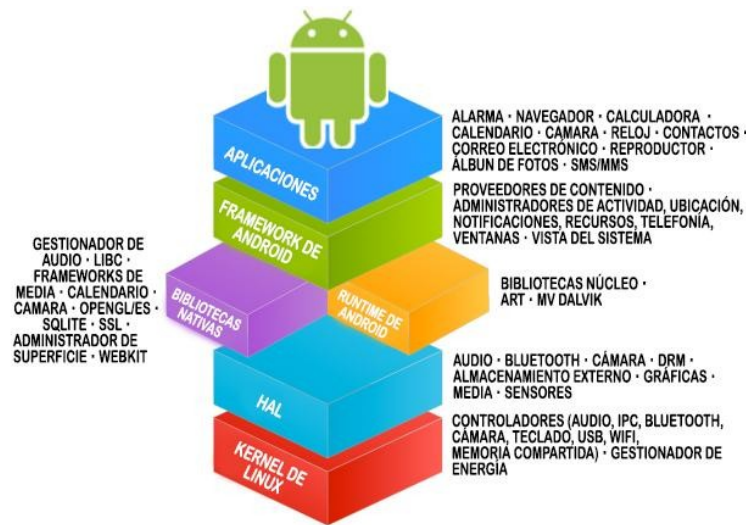 ALARMA · NAVEGADOR · CALCULADORA ·
CALENDARIO · CAMARA · RELOJ · CONTACTOS ·
CORREO ELECTRÓNICO · REPRODUCTOR ·
ÁLBUN DE FOTOS · SMS/MMS
APLICACIONES
PROVEEDORES DE CONTENIDO ·
ADMINISTRADORES DE ACTIVIDAD, UBICACIÓN,
NOTIFICACIONES, RECURSOS, TELEFONÍA,
VENTANAS · VISTA DEL SISTEMA
FRAMEWORK DE
ANDROID
GESTIONADOR DE
AUDIO · LIBC ·
FRAMEWORKS DE
MEDIA · CALENDARIO ·
CAMARA · OPENGL/ES ·
SQLITE · SSL ·
ADMINISTRADOR DE
SUPERFICIE · WEBKIT
BIBLIOTECAS
NATIVAS
RUNTIME DE
ANDROID
BIBLIOTECAS NÚCLEO ·
ART · MV DALVIK
HAL
AUDIO · BLUETOOTH · CÁMARA · DRM ·
ALMACENAMIENTO EXTERNO · GRÁFICAS ·
MEDIA · SENSORES
KERNEL DE
LINUX
CONTROLADORES (AUDIO, IPC, BLUETOOTH,
CÁMARA, TECLADO, USB, WIFI,
MEMORIA COMPARTIDA) · GESTIONADOR DE
ENERGÍA